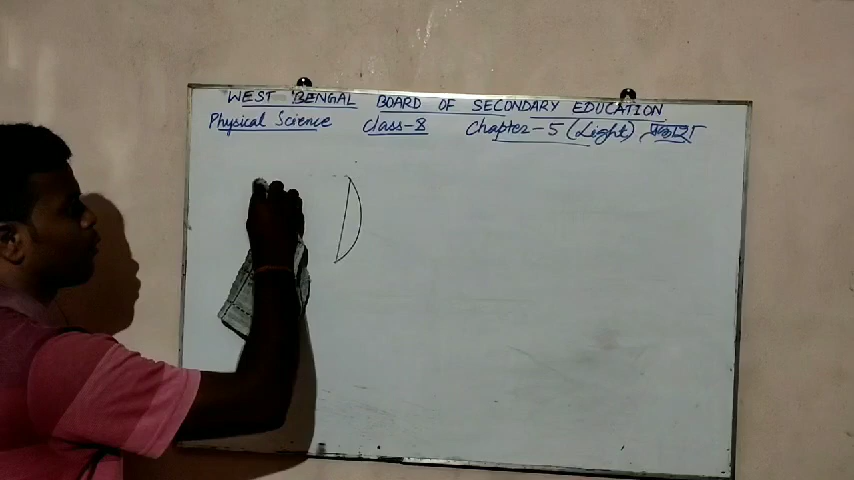 WEST BENGAL BOARD OF SECONDARY EDUCATION
Physical Science Class-8 Chapter-5 (Light)